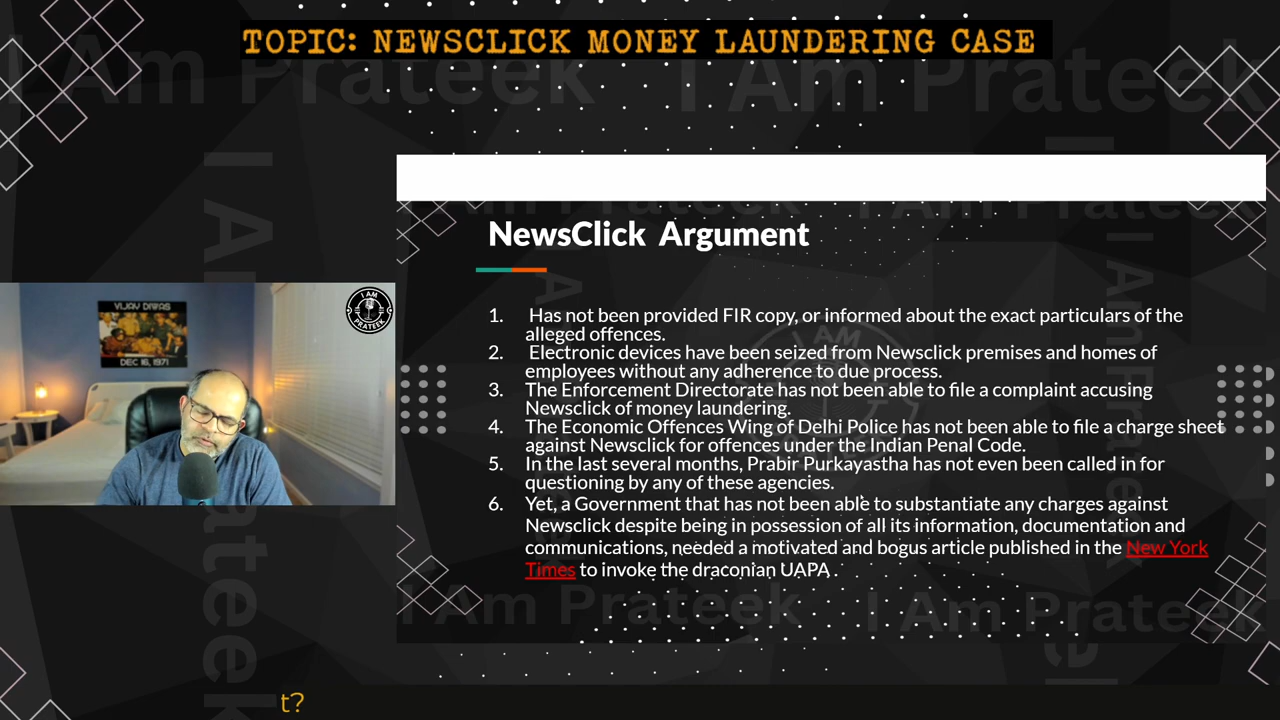 TOPIC: NEWSCLICK MONEY LAUNDERING CASE
I Am Prateek
I Am Prateek
NewsClick Argument
1. Has not been provided FIR copy, or informed about the exact particulars of the
alleged offences.
2. Electronic devices have been seized from Newsclick premises and homes of
employees without any adherence to due process.
3. The Enforcement Directorate has not been able to file a complaint accusing
Newsclick of money laundering.
4. The Economic Offences Wing of Delhi Police has not been able to file a charge sheet
against Newsclick for offences under the Indian Penal Code.
5. In the last several months, Prabir Purkayastha has not even been called in for
questioning by any of these agencies.
6. Yet, a Government that has not been able to substantiate any charges against
Newsclick despite being in possession of all its information, documentation and
communications, needed a motivated and bogus article published in the New York
Times to invoke the draconian UAPA .
VIJAY DIWAS
DEC 16, 1971
I AM
PRATEEK
I Am Prateek
I Am Prateek
t?